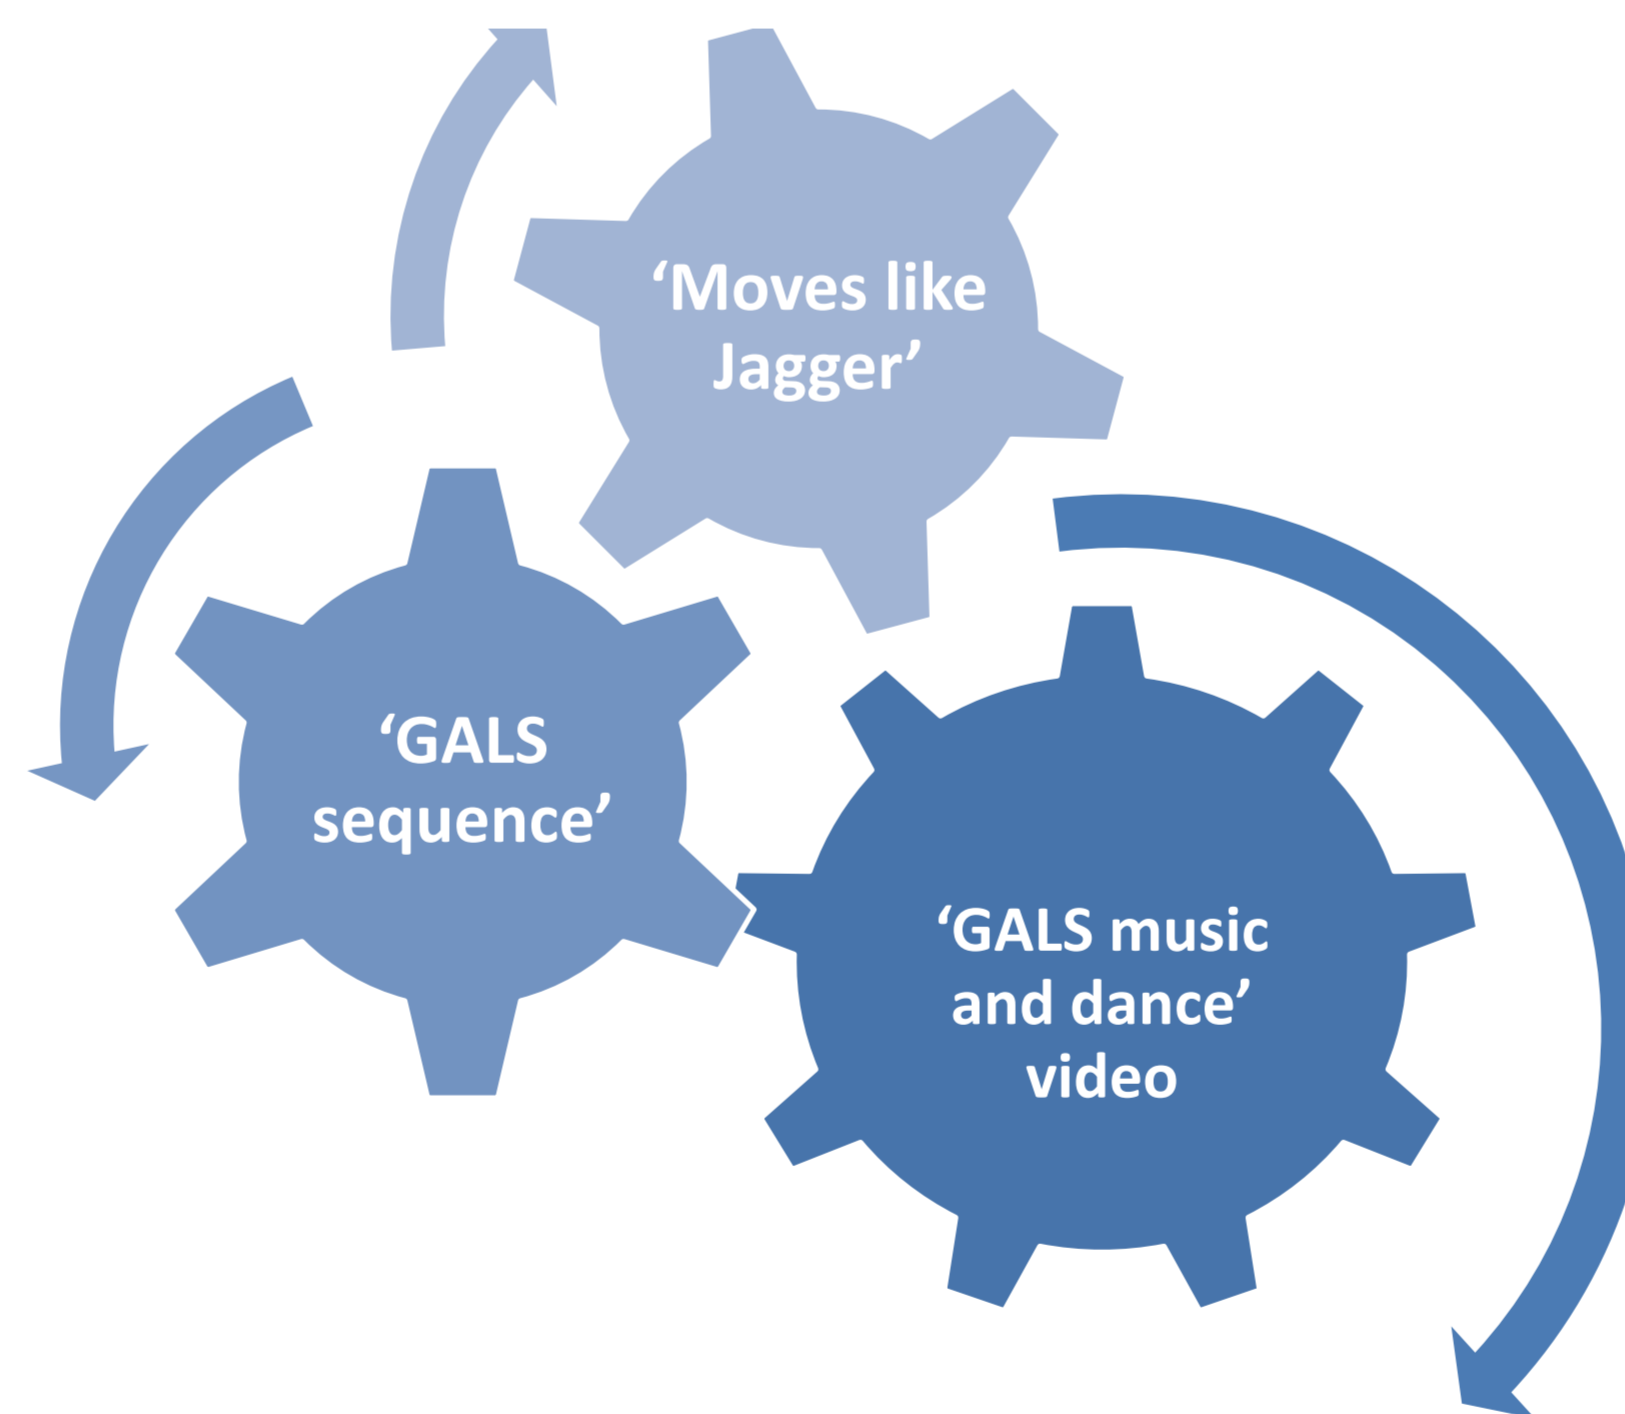 ‘Moves like
Jagger’
‘GALS
sequence’
‘GALS music
and dance’
video